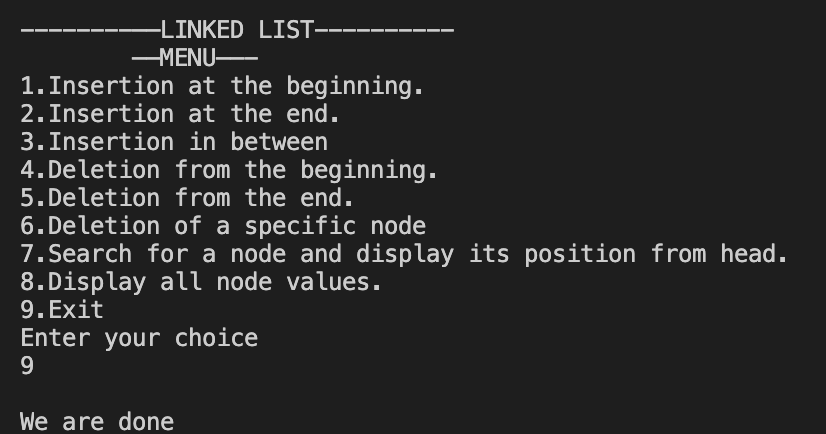 ----------LINKED LIST----------
        --MENU---
1.Insertion at the beginning.
2.Insertion at the end.
3.Insertion in between
4.Deletion from the beginning.
5.Deletion from the end.
6.Deletion of a specific node
7.Search for a node and display its position from head.
8.Display all node values.
9.Exit
Enter your choice
9

We are done